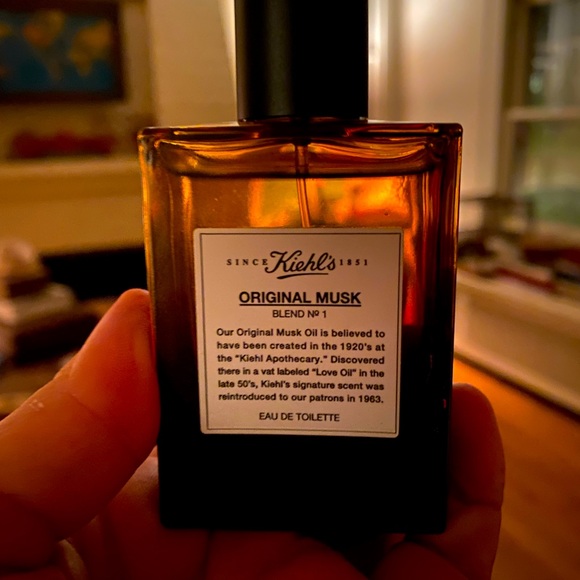 SINCE Kiehl's 1851
ORIGINAL MUSK
BLEND Nº 1
Our Original Musk Oil is believed to
have been created in the 1920's at
the "Kiehl Apothecary." Discovered
there in a vat labeled "Love Oil" in the
late 50's, Kiehl's signature scent was
reintroduced to our patrons in 1963.
EAU DE TOILETTE